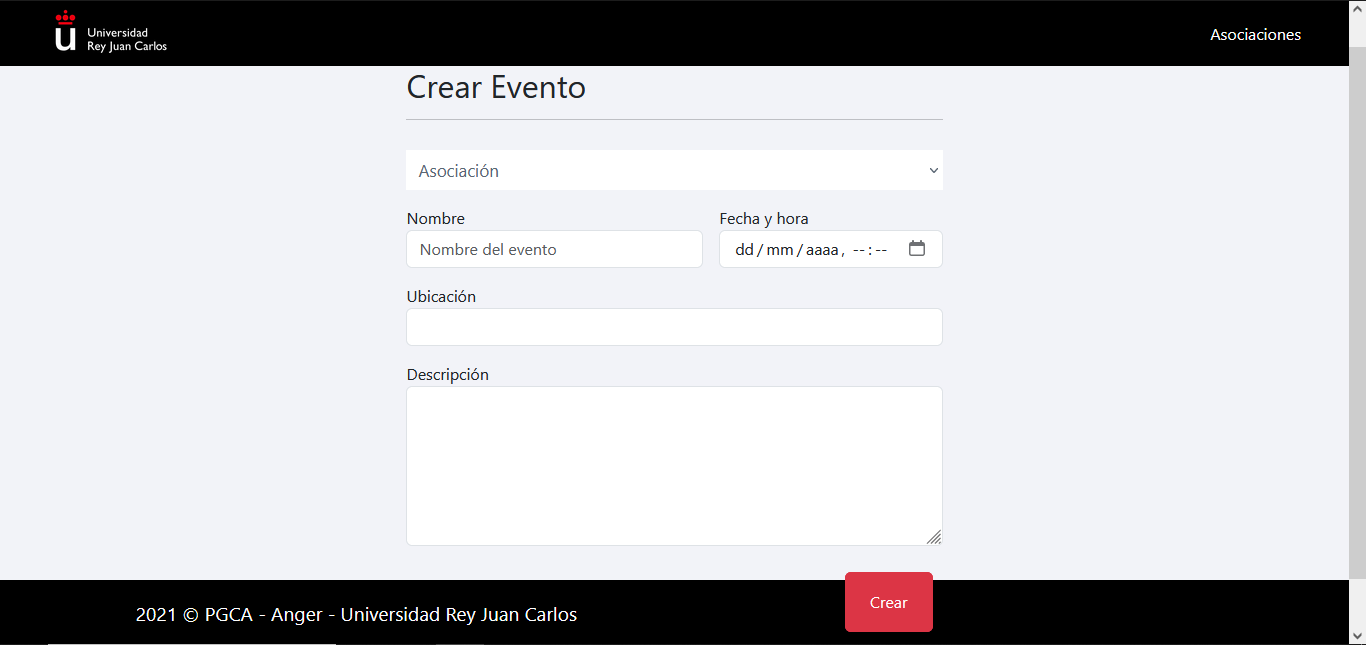 Universidad
Rey Juan Carlos
Asociaciones
Crear Evento
Asociación
Nombre
Fecha y hora
Nombre del evento
dd/mm/aaaa, --:--
Ubicación
Descripción
Crear
2021 © PGCA - Anger - Universidad Rey Juan Carlos